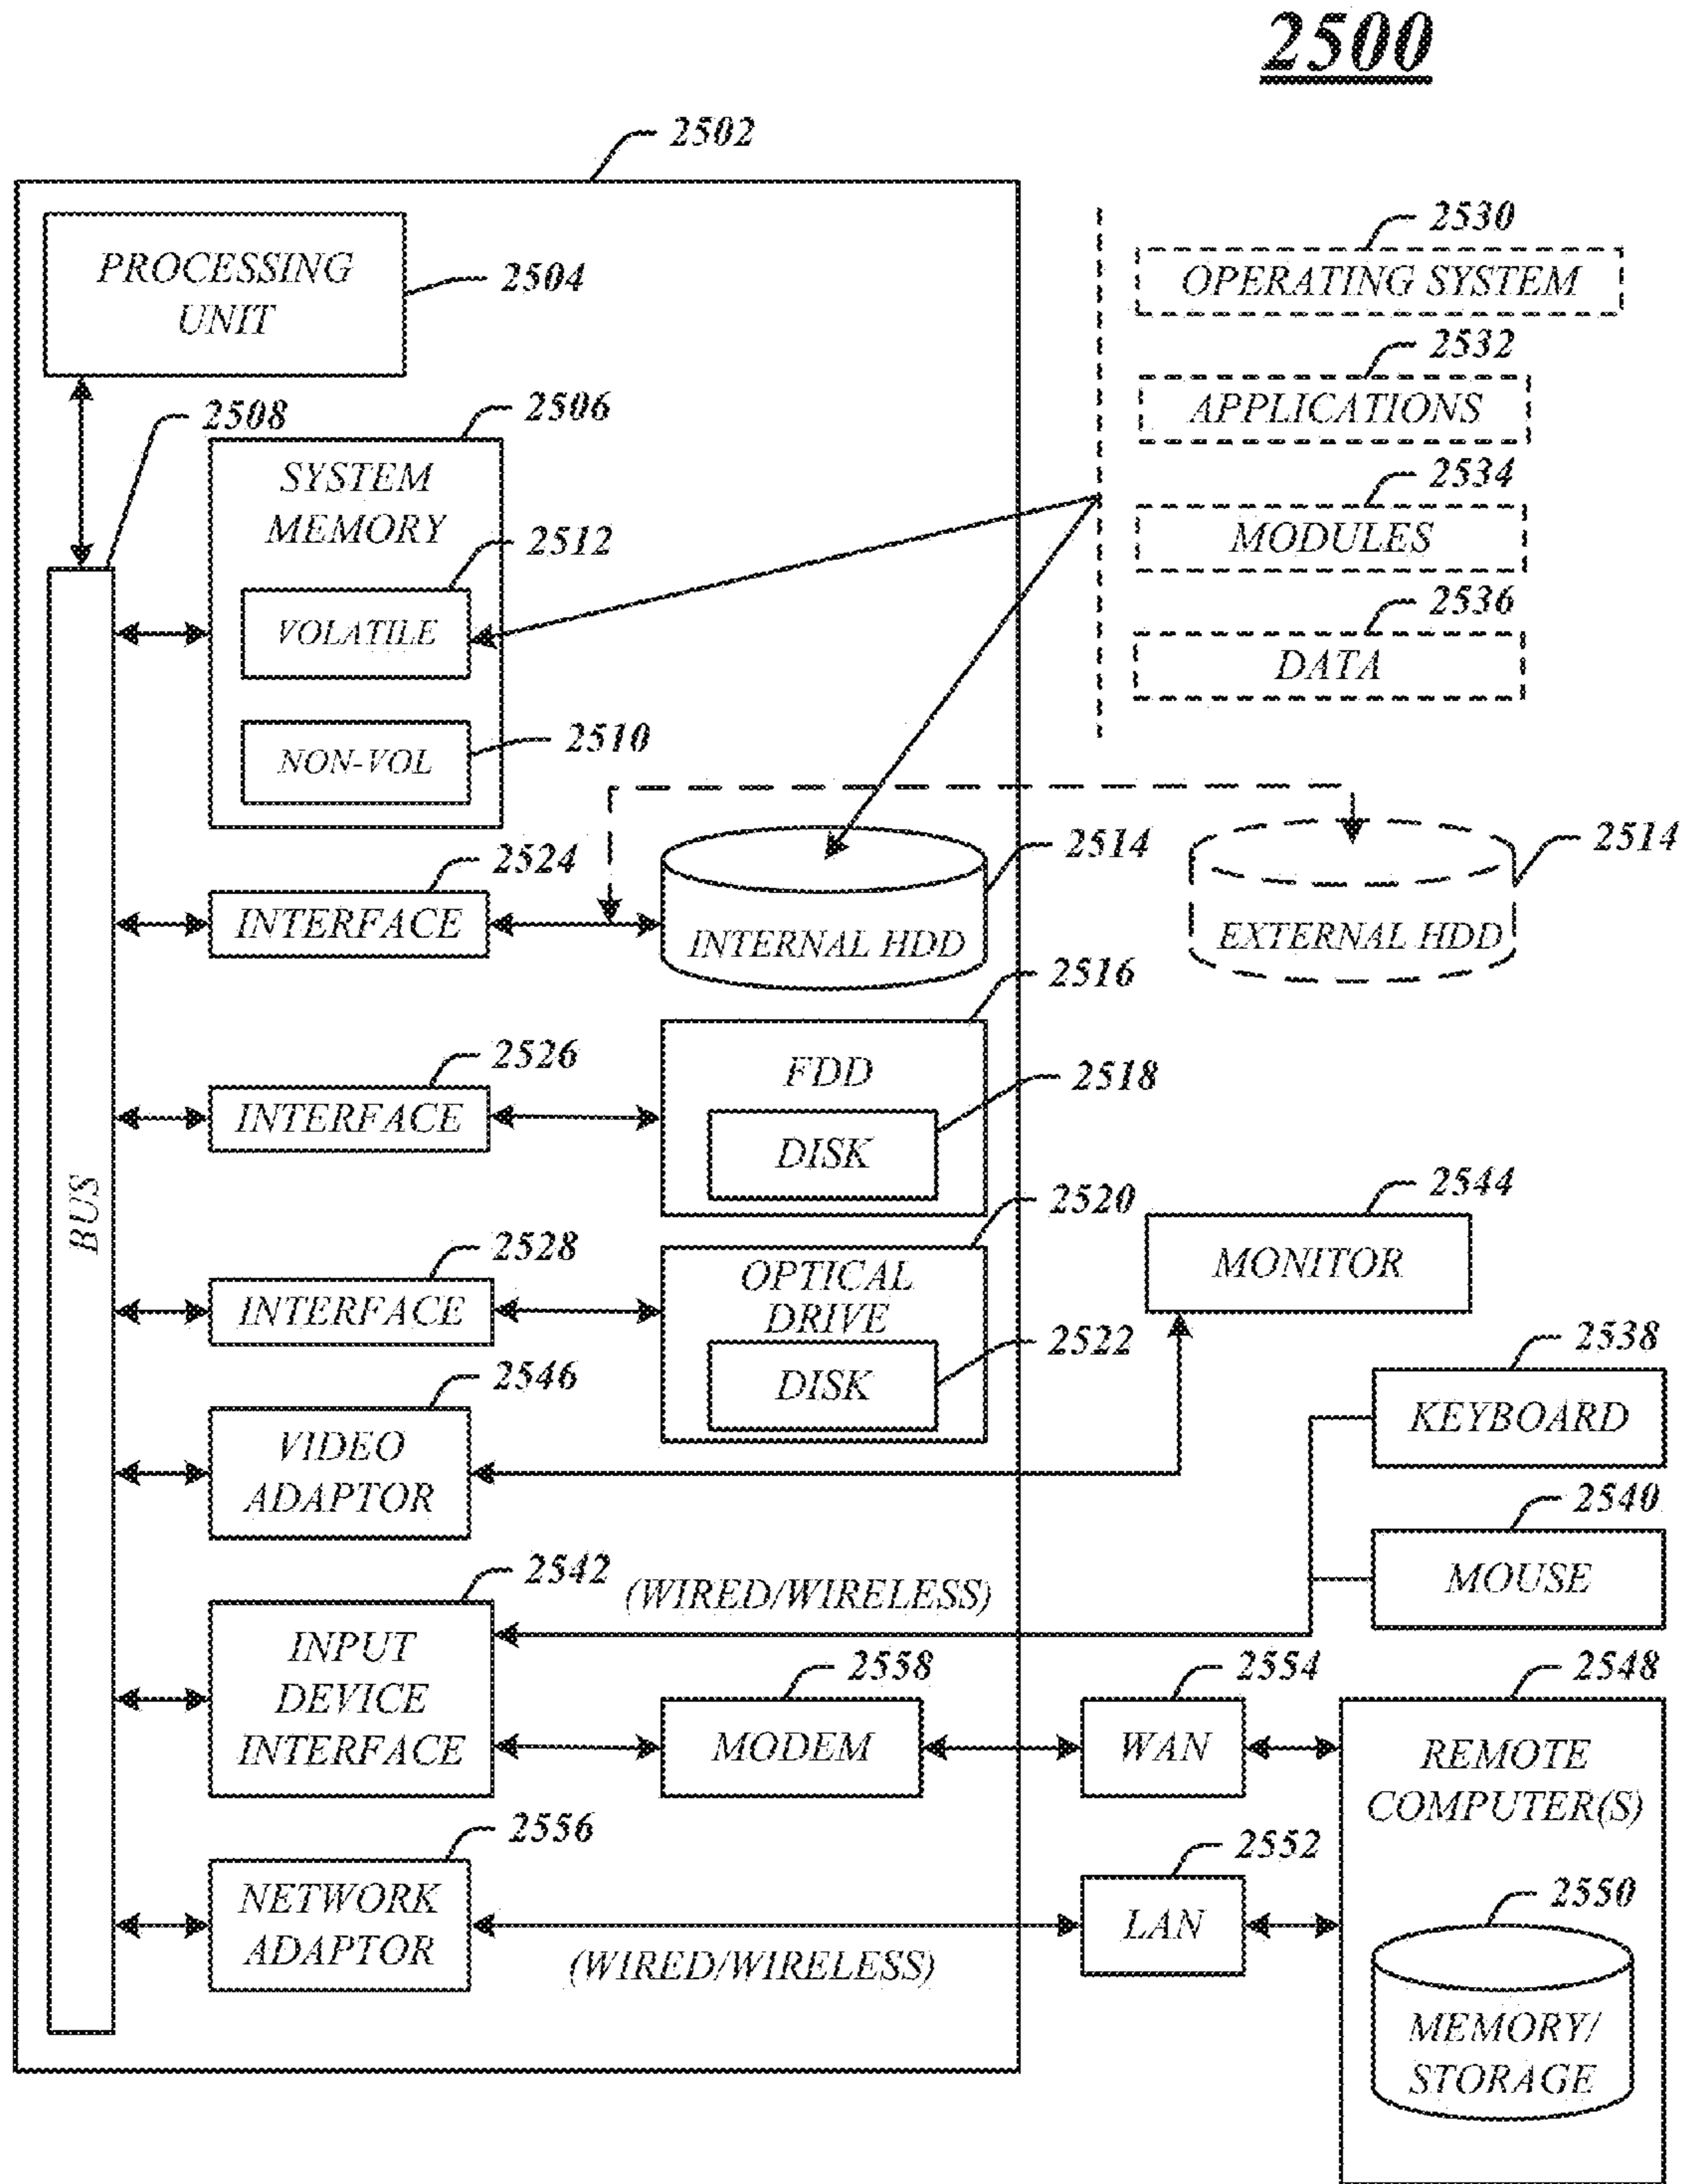 2500
2502
PROCESSING
UNIT
2504
2530
OPERATING SYSTEM
2532
APPLICATIONS
2534
MODULES
2536
DATA
2508
2506
SYSTEM
MEMORY
2512
VOLATILE
2510
NON-VOL
2524
INTERFACE
2514
INTERNAL HDD
2514
EXTERNAL HDD
2516
FDD
2526
INTERFACE
2518
DISK
BUS
2520
OPTICAL
DRIVE
2528
INTERFACE
2522
DISK
2544
MONITOR
2546
VIDEO
ADAPTOR
2538
KEYBOARD
2540
MOUSE
2542
INPUT
DEVICE
INTERFACE
(WIRED/WIRELESS)
2558
MODEM
2554
WAN
2548
REMOTE
COMPUTER(S)
2556
NETWORK
ADAPTOR
(WIRED/WIRELESS)
2552
LAN
2550
MEMORY/
STORAGE